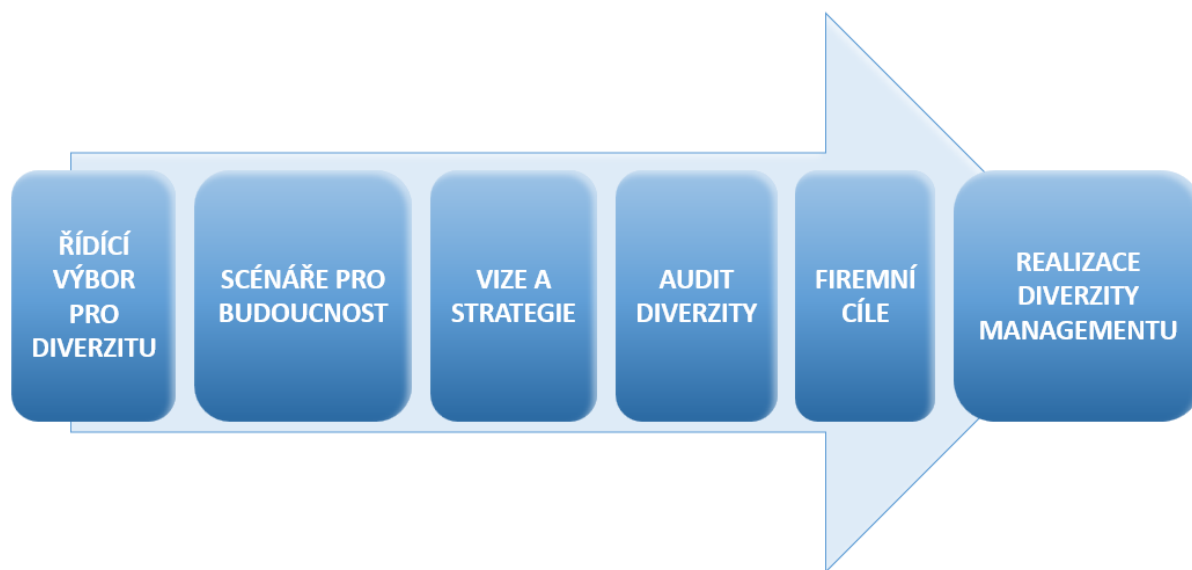 ŘÍDÍCÍ
VÝBOR
PRO
DIVERZITU
SCÉNÁŘE PRO
BUDOUCNOST
VIZE A
STRATEGIE
AUDIT
DIVERZITY
FIREMNÍ
CÍLE
REALIZACE
DIVERZITY
MANAGEMENTU